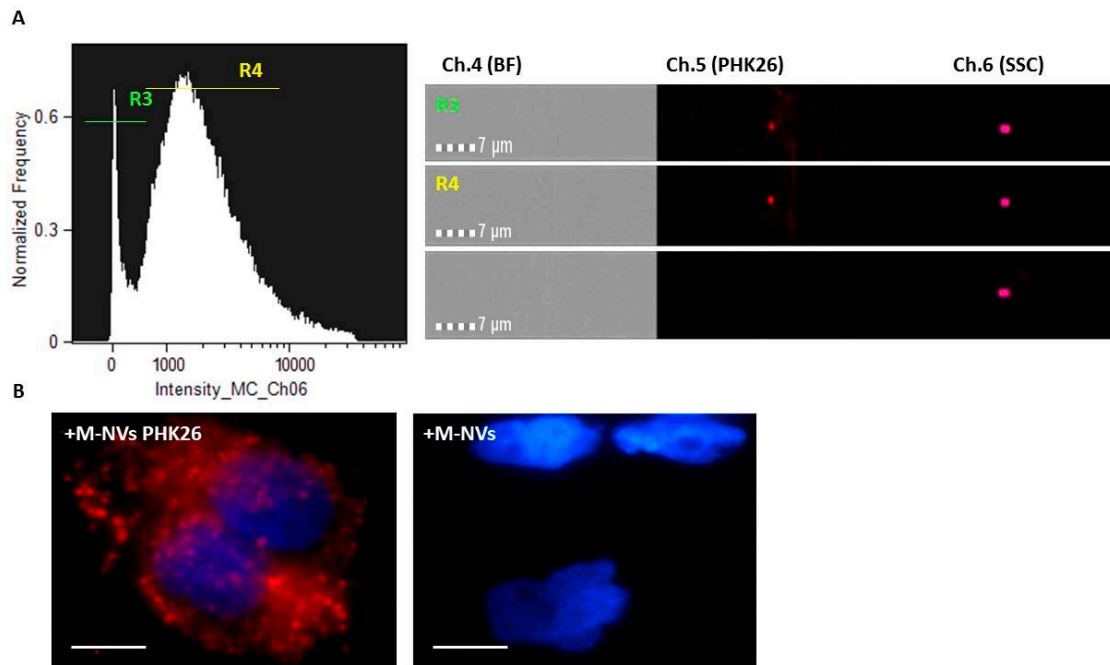 A
R4
R3
Normalized Frequency
0.6
0.3
0
0 1000 10000
Intensity_MC_Ch06
Ch.4 (BF) Ch.5 (PHK26) Ch.6 (SSC)
R3
7 µm
R4
7 µm
7 µm
B
+M-NVs PHK26
+M-NVs